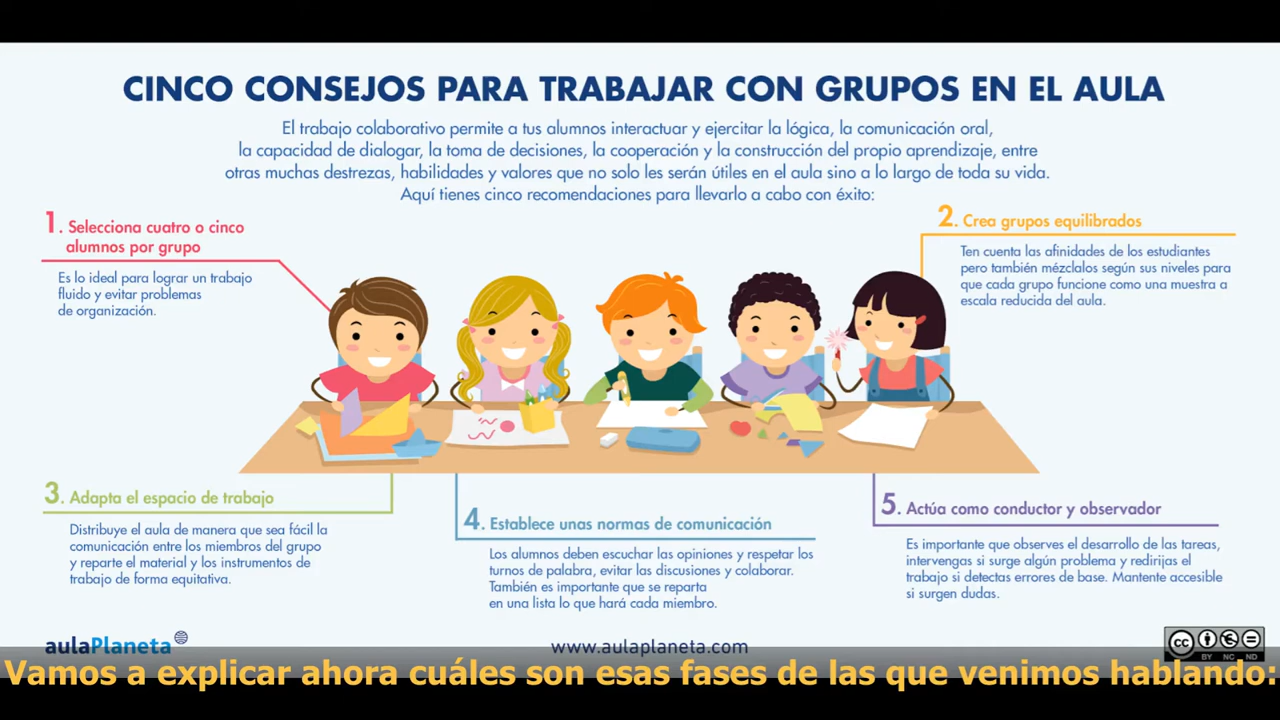 CINCO CONSEJOS PARA TRABAJAR CON GRUPOS EN EL AULA
El trabajo colaborativo permite a tus alumnos interactuar y ejercitar la lógica, la comunicación oral,
la capacidad de dialogar, la toma de decisiones, la cooperación y la construcción del propio aprendizaje, entre
otras muchas destrezas, habilidades y valores que no solo les serán útiles en el aula sino a lo largo de toda su vida.
Aquí tienes cinco recomendaciones para llevarlo a cabo con éxito:
1. Selecciona cuatro o cinco
alumnos por grupo
Es lo ideal para lograr un trabajo
fluido y evitar problemas
de organización.
2. Crea grupos equilibrados
Ten cuenta las afinidades de los estudiantes
pero también mézclalos según sus niveles para
que cada grupo funcione como una muestra a
escala reducida del aula.
3. Adapta el espacio de trabajo
Distribuye el aula de manera que sea fácil la
comunicación entre los miembros del grupo
y reparte el material y los instrumentos de
trabajo de forma equitativa.
4. Establece unas normas de comunicación
Los alumnos deben escuchar las opiniones y respetar los
turnos de palabra, evitar las discusiones y colaborar.
También es importante que se reparta
en una lista lo que hará cada miembro.
5. Actúa como conductor y observador
Es importante que observes el desarrollo de las tareas,
intervengas si surge algún problema y redirijas el
trabajo si detectas errores de base. Mantente accesible
si surgen dudas.
aulaPlaneta
www.aulaplaneta.com
cc
BY NC ND
Vamos a explicar ahora cuáles son esas fases de las que venimos hablando: